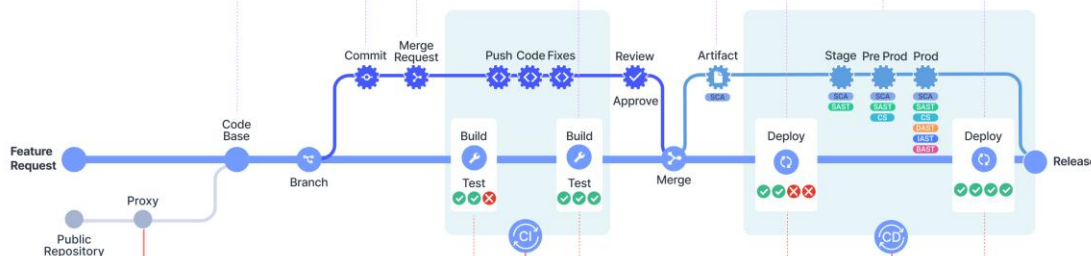 Commit
Merge
Request
Push Code Fixes
Review
Approve
Artifact
SCA
Stage
SCA
SAST
Pre Prod
SCA
SAST
CS
Prod
SCA
SAST
CS
DAST
IAST
BAST
Code
Base
Feature
Request
Branch
Build
Test
Build
Test
Merge
Deploy
Deploy
Release
Proxy
Public
Repository
CI
CD